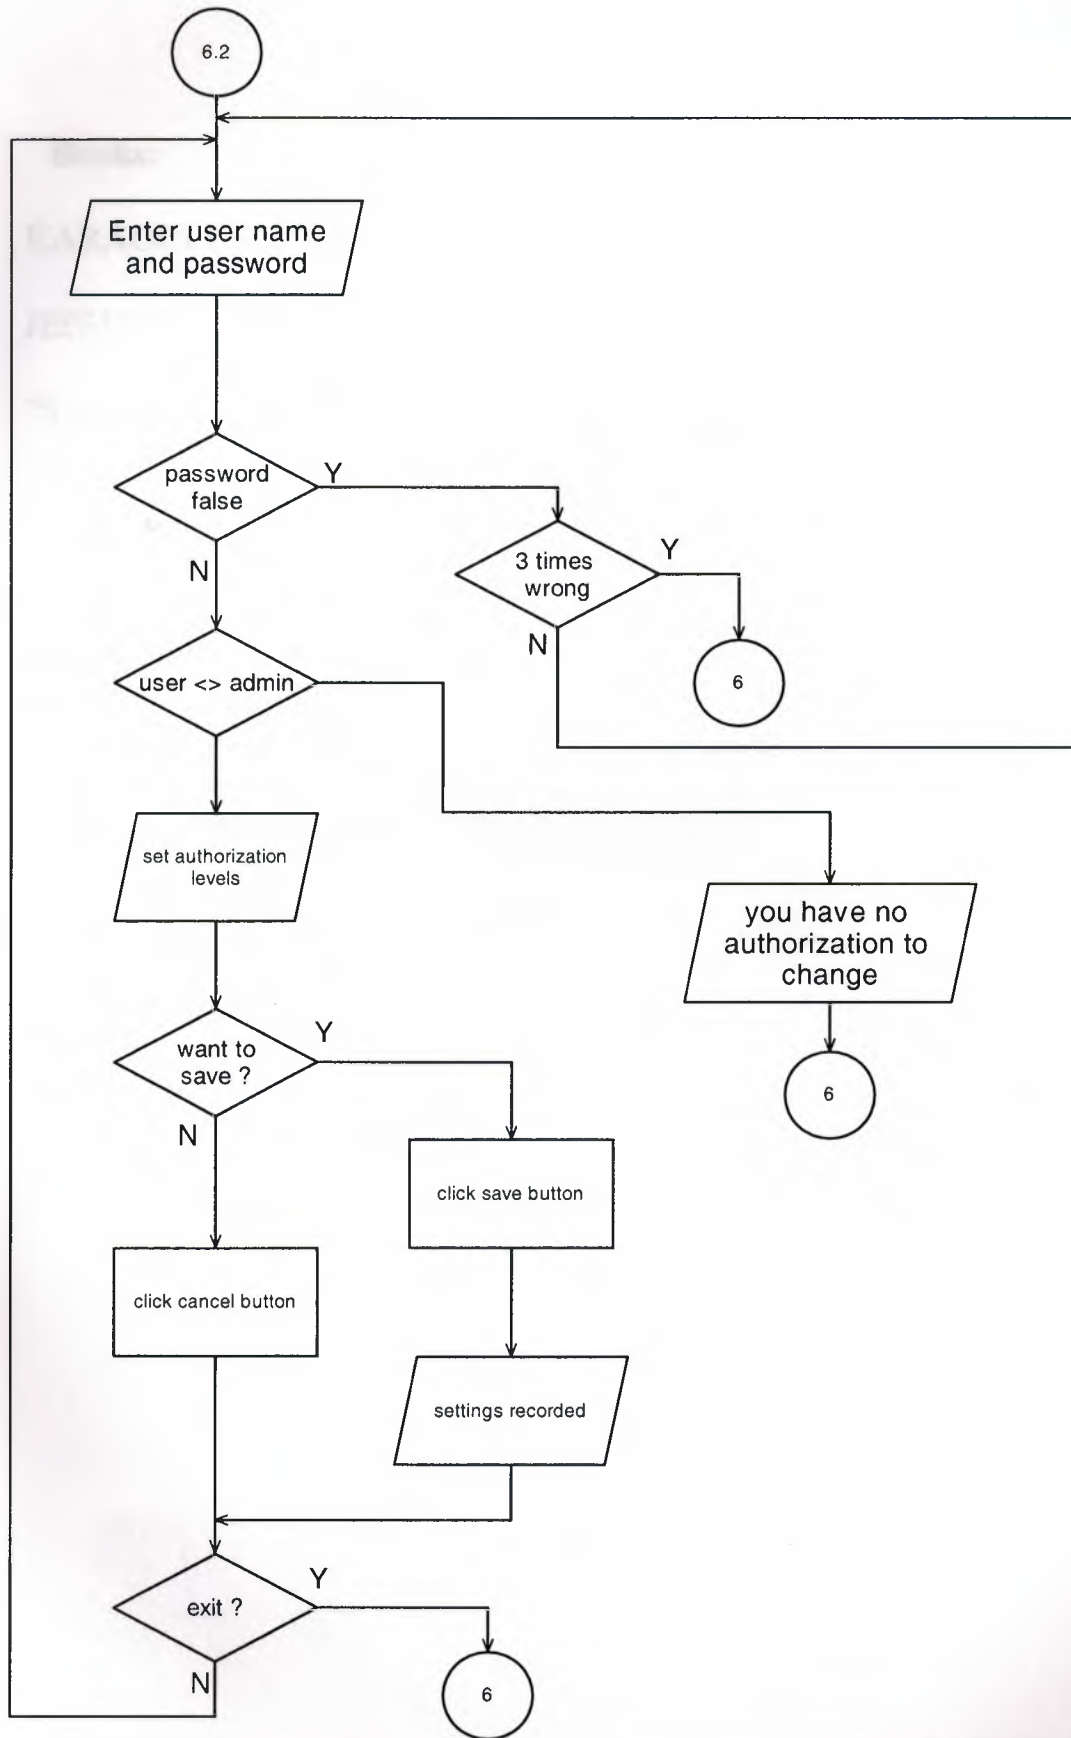 6.2
Enter user name
and password
password
false
Y
N
3 times
wrong
Y
N
6
user <> admin
set authorization
levels
you have no
authorization to
change
6
want to
save ?
Y
N
click save button
click cancel button
settings recorded
exit ?
Y
N
6